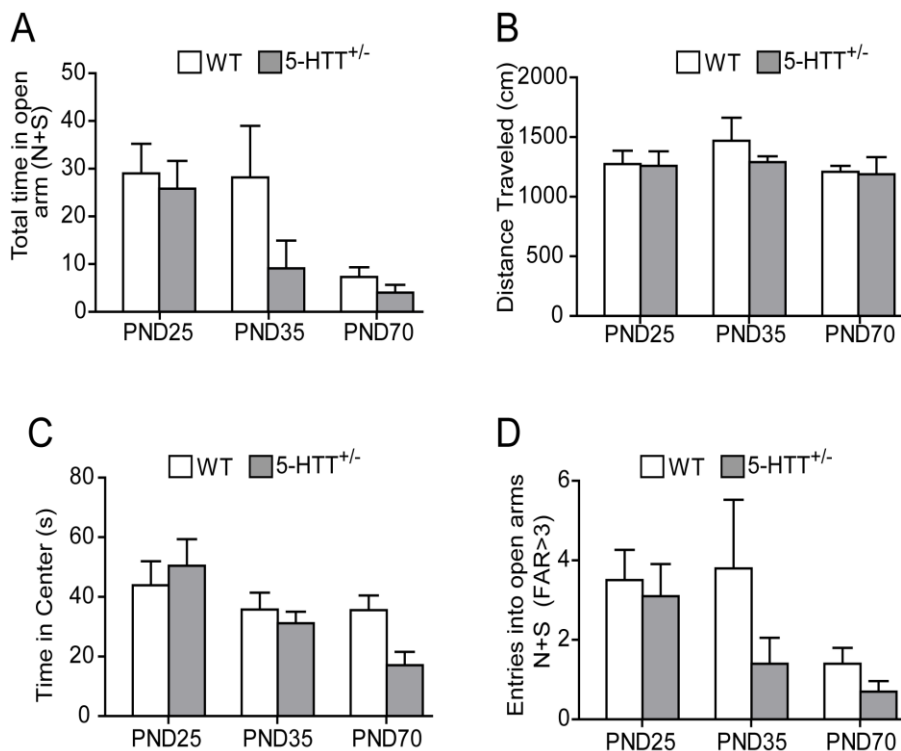 A
WT 5-HTT+/-
Total time in open
arm (N+S)
50
40
30
20
10
0
PND25 PND35 PND70
B
WT 5-HTT+/-
Distance Traveled (cm)
2000
1500
1000
500
0
PND25 PND35 PND70
C
WT 5-HTT+/-
Time in Center (s)
80
60
40
20
0
PND25 PND35 PND70
D
WT 5-HTT+/-
Entries into open arms
N+S (FAR>3)
6
4
2
0
PND25 PND35 PND70